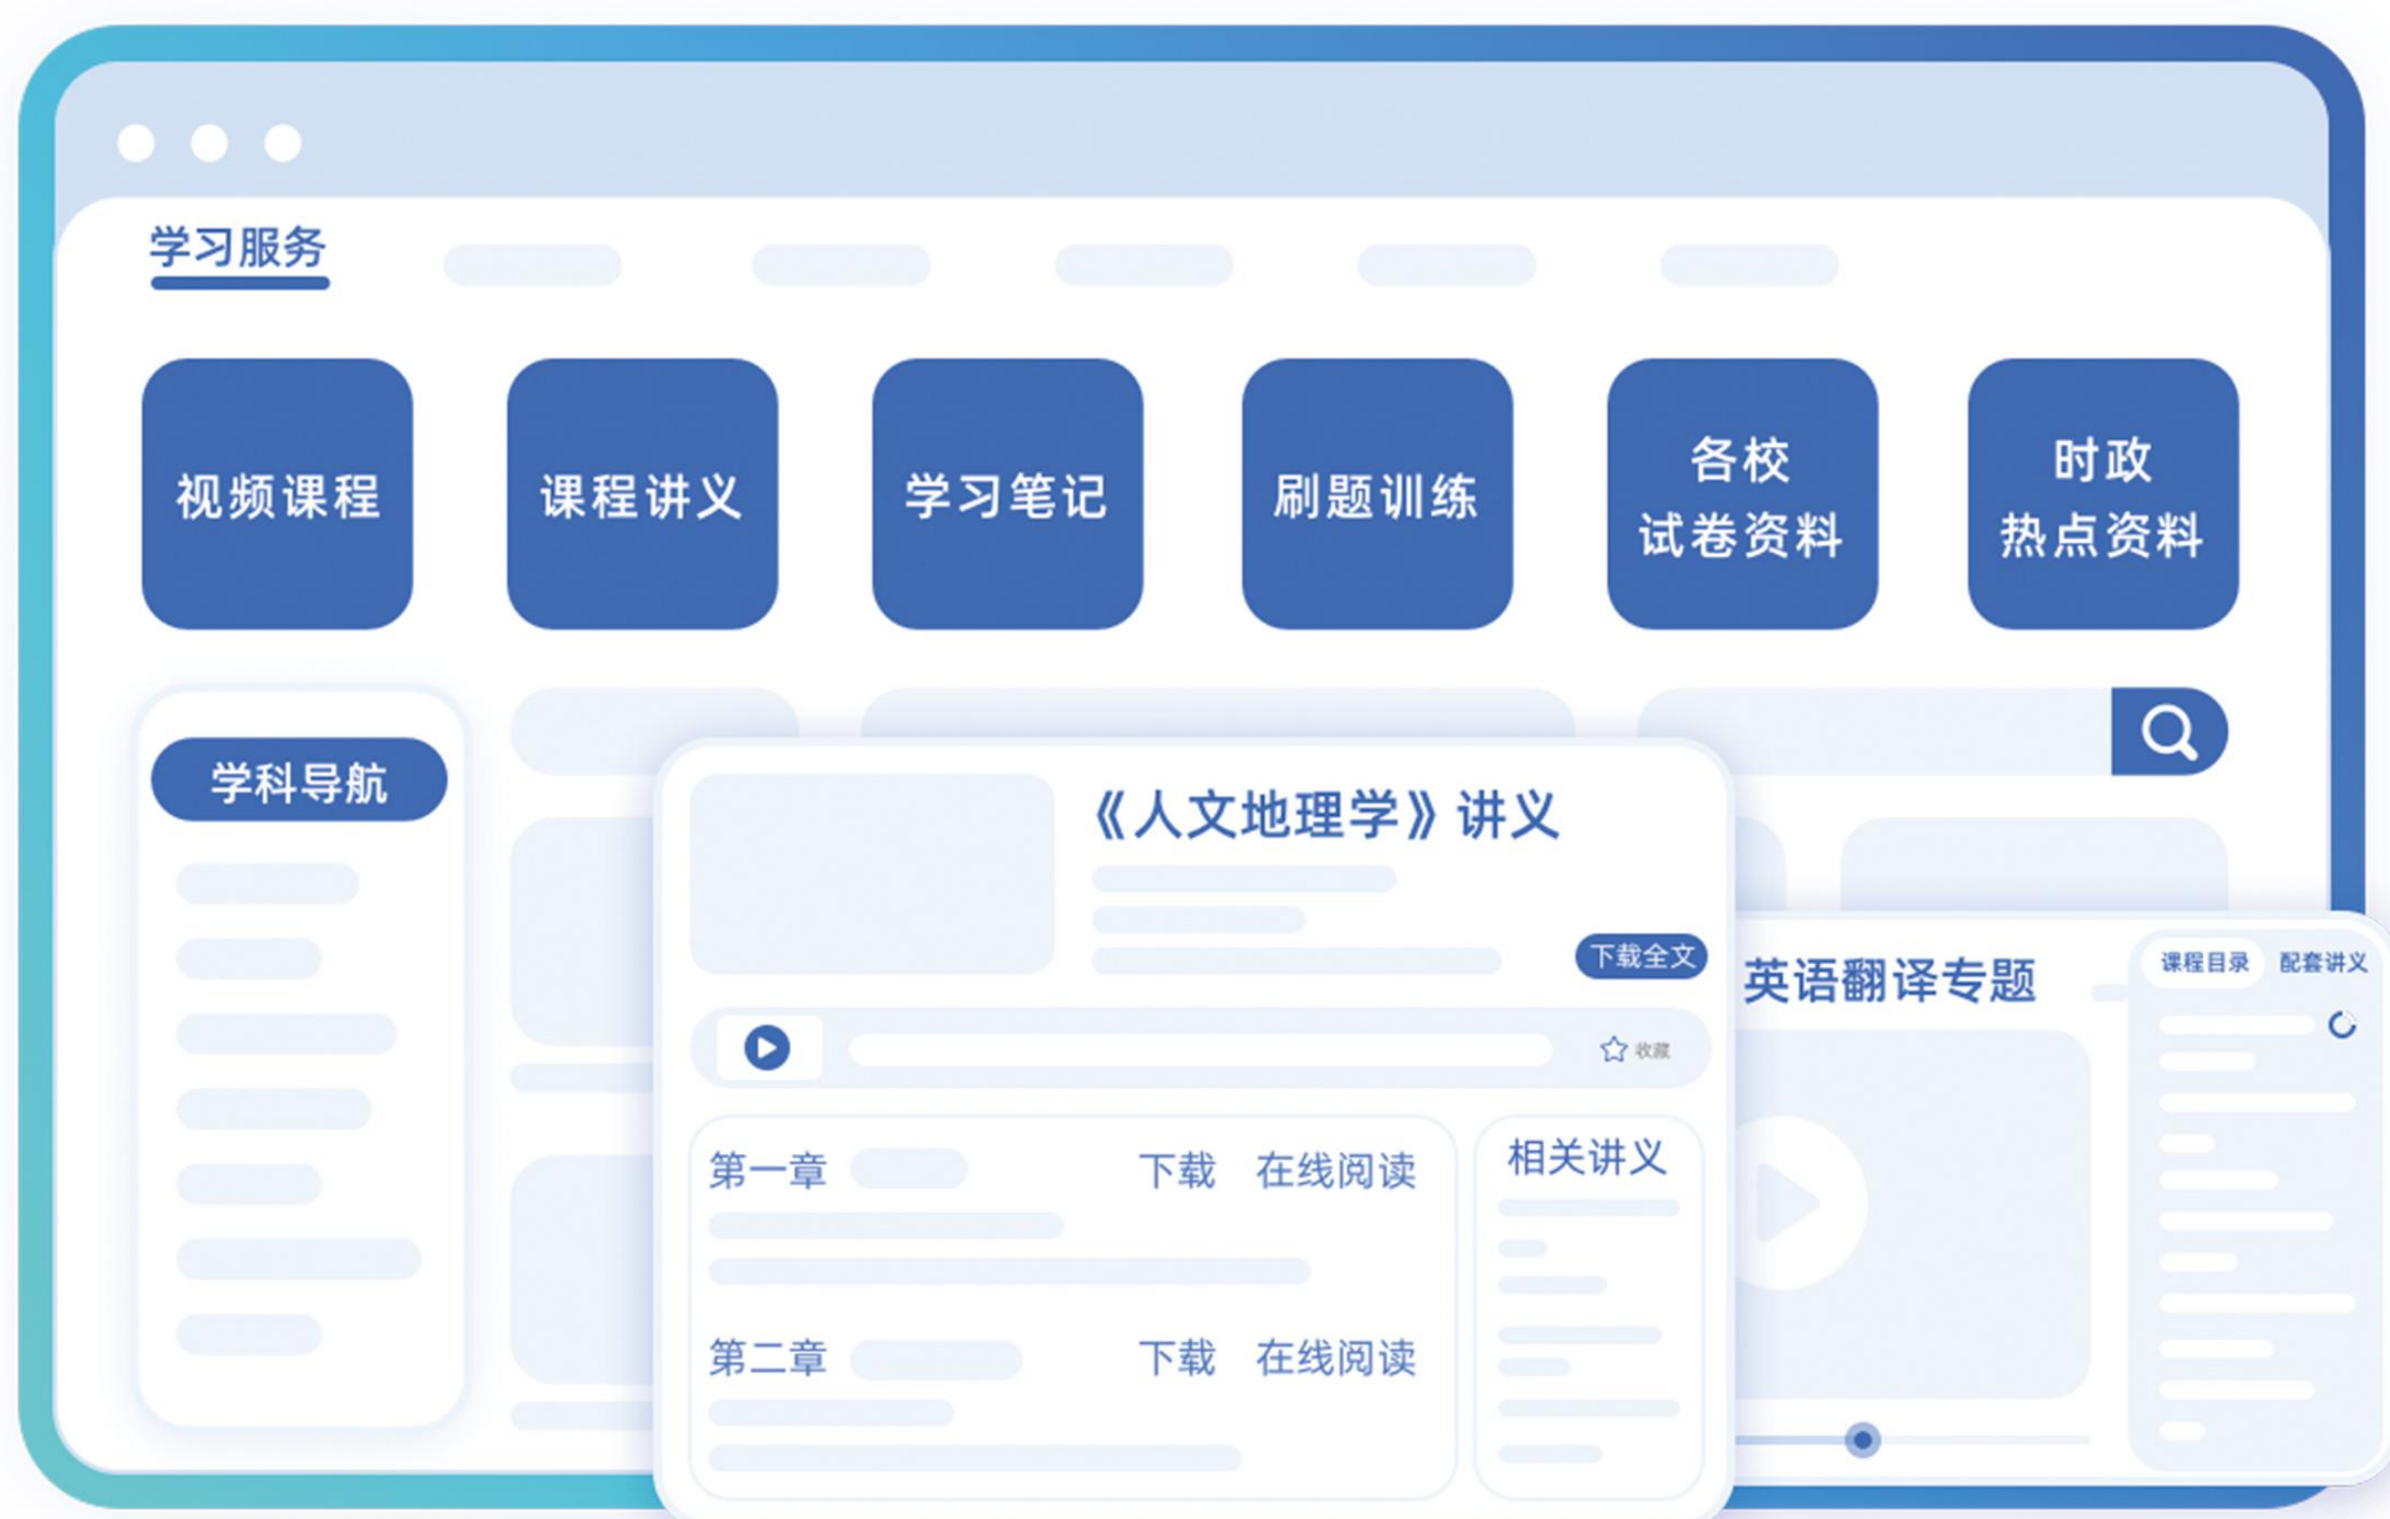 学习服务
视频课程
课程讲义
学习笔记
刷题训练
各校
试卷资料
时政
热点资料
学科导航
《人文地理学》讲义
下载全文
收藏
第一章 下载 在线阅读
第二章 下载 在线阅读
相关讲义
英语翻译专题
课程目录 配套讲义